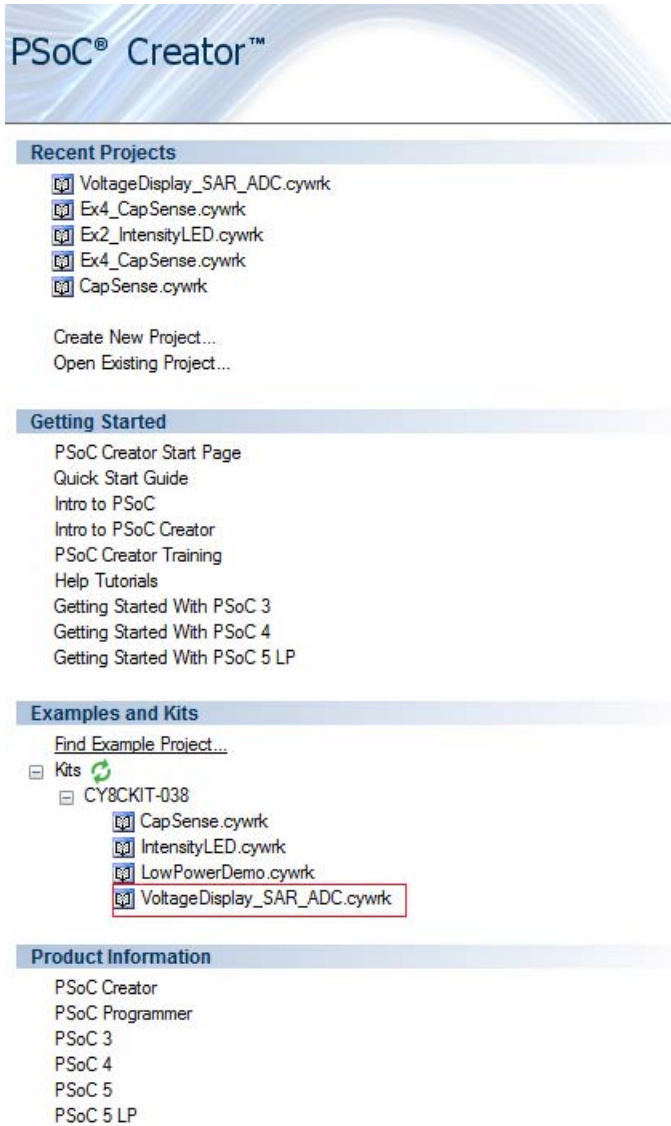 PSoC® Creator™
Recent Projects
VoltageDisplay_SAR_ADC.cywrk
Ex4_CapSense.cywrk
Ex2_IntensityLED.cywrk
Ex4_CapSense.cywrk
CapSense.cywrk
Create New Project...
Open Existing Project...
Getting Started
PSoC Creator Start Page
Quick Start Guide
Intro to PSoC
Intro to PSoC Creator
PSoC Creator Training
Help Tutorials
Getting Started With PSoC 3
Getting Started With PSoC 4
Getting Started With PSoC 5 LP
Examples and Kits
Find Example Project...
Kits
CY8CKIT-038
CapSense.cywrk
IntensityLED.cywrk
LowPowerDemo.cywrk
VoltageDisplay_SAR_ADC.cywrk
Product Information
PSoC Creator
PSoC Programmer
PSoC 3
PSoC 4
PSoC 5
PSoC 5 LP